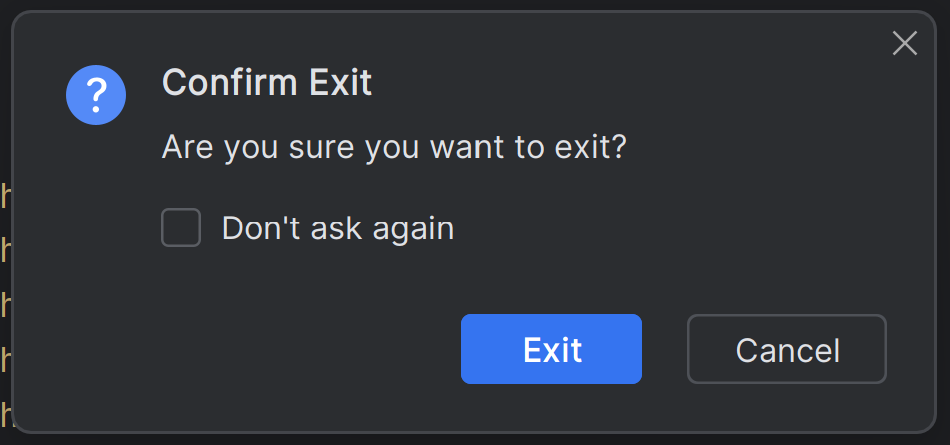 Confirm Exit
Are you sure you want to exit?
Don't ask again
Exit
Cancel